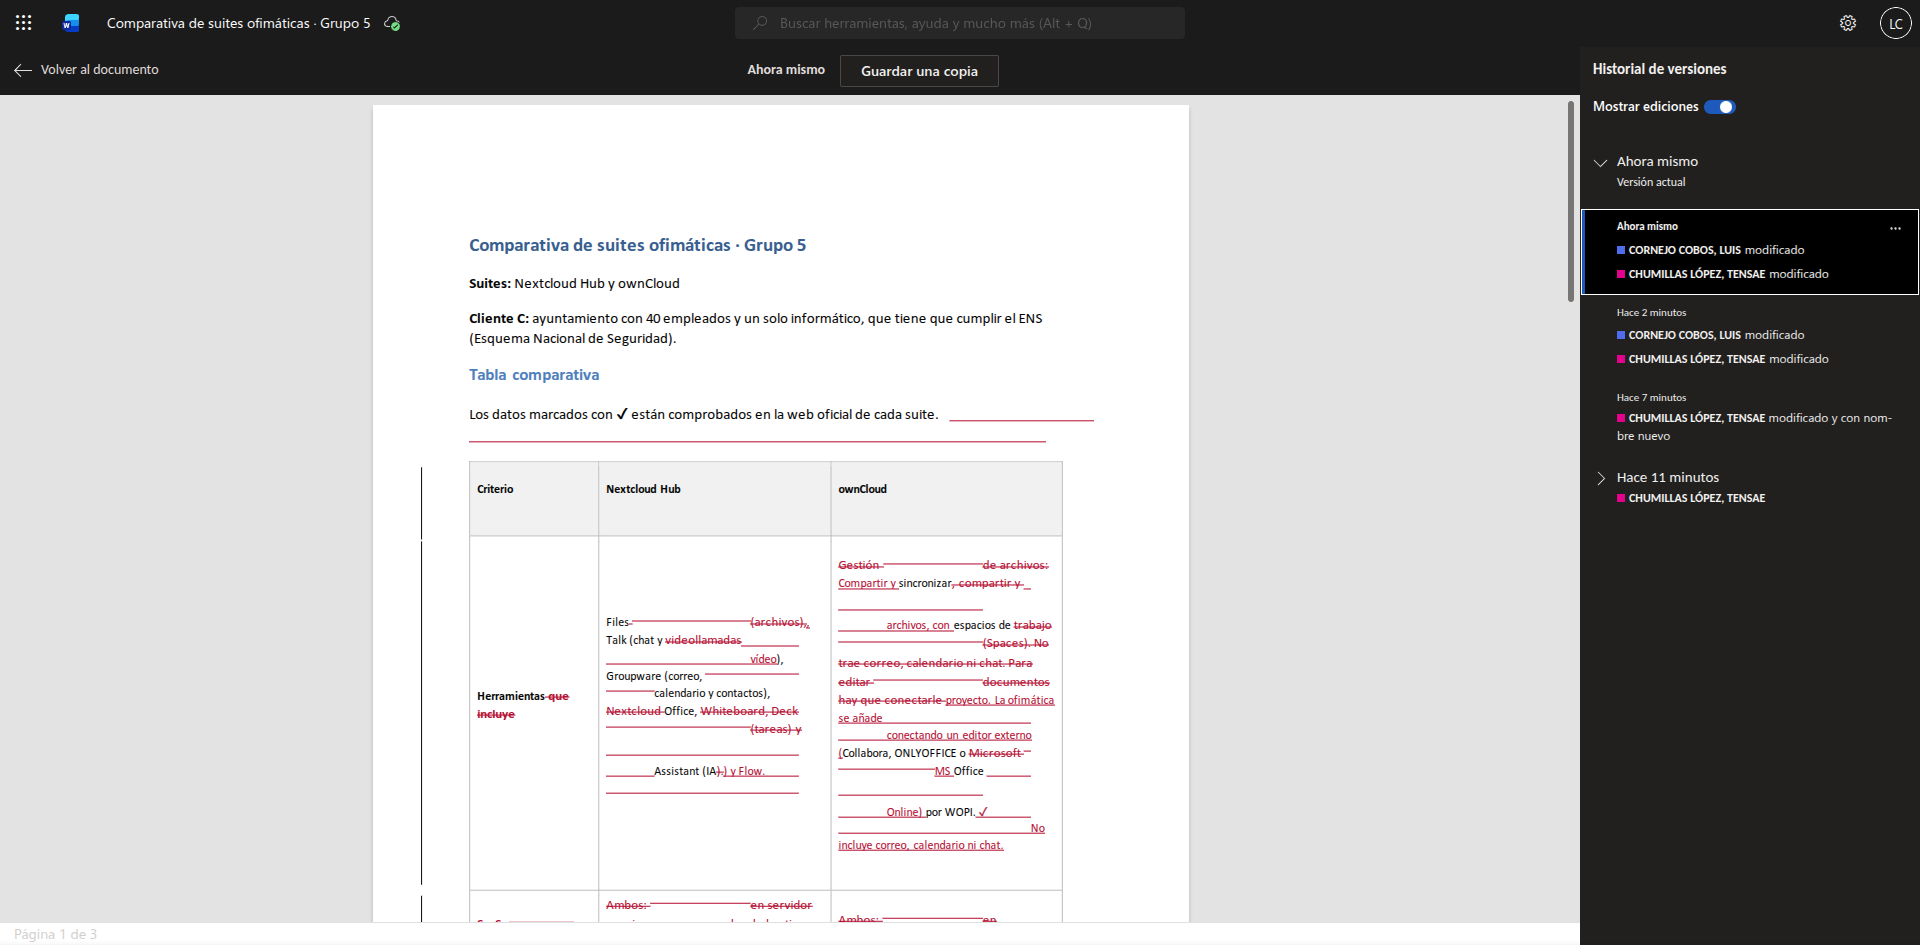 Comparativa de suites ofimáticas · Grupo 5
Buscar herramientas, ayuda y mucho más (Alt + Q)
LC
Volver al documento
Ahora mismo
Guardar una copia
Historial de versiones
Mostrar ediciones
Ahora mismo
Versión actual
Ahora mismo
CORNEJO COBOS, LUIS modificado
CHUMILLAS LÓPEZ, TENSAE modificado
Hace 2 minutos
CORNEJO COBOS, LUIS modificado
CHUMILLAS LÓPEZ, TENSAE modificado
Hace 7 minutos
CHUMILLAS LÓPEZ, TENSAE modificado y con nom-
bre nuevo
Hace 11 minutos
CHUMILLAS LÓPEZ, TENSAE
Comparativa de suites ofimáticas · Grupo 5
Suites: Nextcloud Hub y ownCloud
Cliente C: ayuntamiento con 40 empleados y un solo informático, que tiene que cumplir el ENS
(Esquema Nacional de Seguridad).
Tabla comparativa
Los datos marcados con ✓ están comprobados en la web oficial de cada suite.
Criterio
Nextcloud Hub
ownCloud
Herramientas que
incluye
Files (archivos),,
Talk (chat y videollamadas
vídeo),
Groupware (correo,
calendario y contactos),
Nextcloud Office, Whiteboard, Deck
(tareas) y
Assistant (IA).) y Flow.
Gestión de archivos:
Compartir y sincronizar, compartir y
archivos, con espacios de trabajo
(Spaces). No
trae correo, calendario ni chat. Para
editar documentos
hay que conectarle proyecto. La ofimática
se añade
conectando un editor externo
(Collabora, ONLYOFFICE o Microsoft
MS Office
Online) por WOPI. ✓
No
incluye correo, calendario ni chat.
Ambos: en servidor
Ambos: en
Página 1 de 3